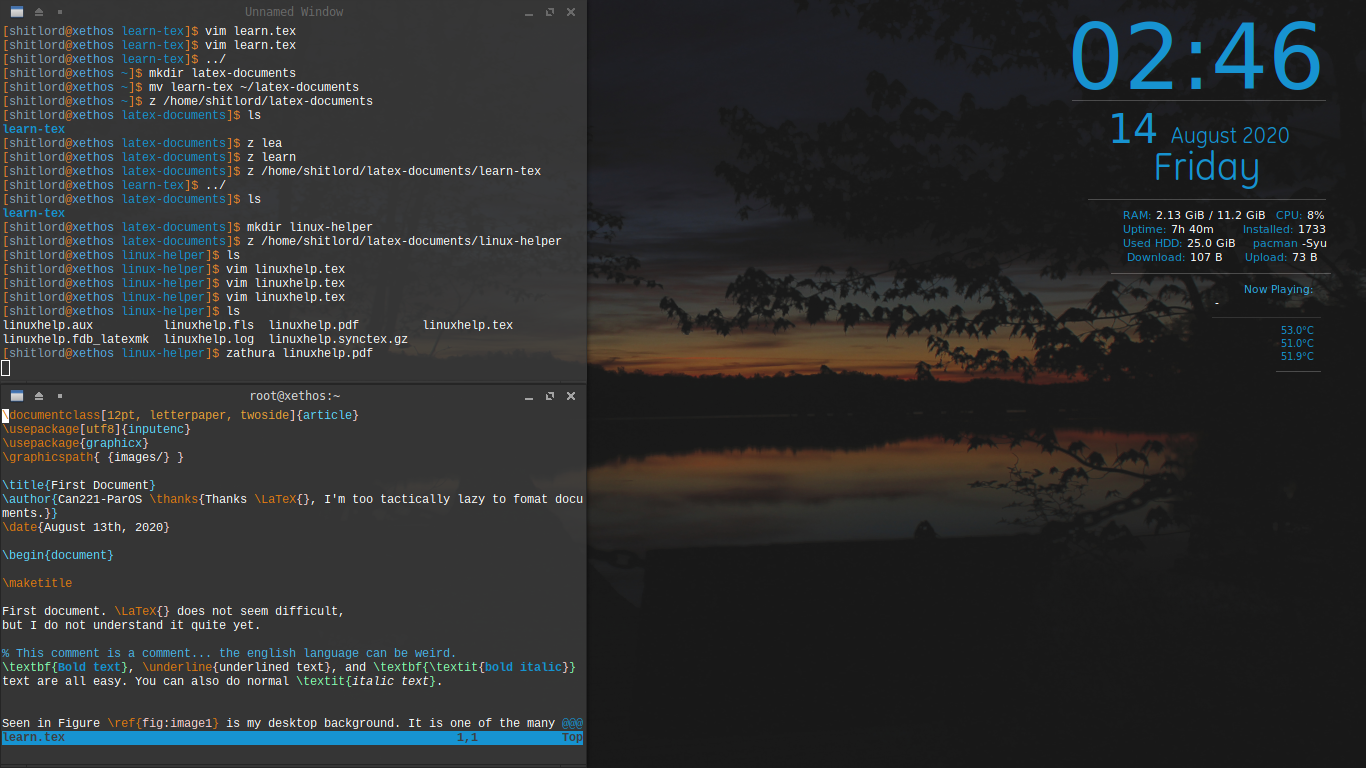 Unnamed Window
[shitlord@xethos learn-tex]$ vim learn.tex
[shitlord@xethos learn-tex]$ vim learn.tex
[shitlord@xethos learn-tex]$ ../
[shitlord@xethos ~]$ mkdir latex-documents
[shitlord@xethos ~]$ mv learn-tex ~/latex-documents
[shitlord@xethos ~]$ z /home/shitlord/latex-documents
[shitlord@xethos latex-documents]$ ls
learn-tex
[shitlord@xethos latex-documents]$ z lea
[shitlord@xethos latex-documents]$ z learn
[shitlord@xethos latex-documents]$ z /home/shitlord/latex-documents/learn-tex
[shitlord@xethos learn-tex]$ ../
[shitlord@xethos latex-documents]$ ls
learn-tex
[shitlord@xethos latex-documents]$ mkdir linux-helper
[shitlord@xethos latex-documents]$ z /home/shitlord/latex-documents/linux-helper
[shitlord@xethos linux-helper]$ ls
[shitlord@xethos linux-helper]$ vim linuxhelp.tex
[shitlord@xethos linux-helper]$ vim linuxhelp.tex
[shitlord@xethos linux-helper]$ vim linuxhelp.tex
[shitlord@xethos linux-helper]$ ls
linuxhelp.aux linuxhelp.fls linuxhelp.pdf linuxhelp.tex
linuxhelp.fdb_latexmk linuxhelp.log linuxhelp.synctex.gz
[shitlord@xethos linux-helper]$ zathura linuxhelp.pdf
root@xethos:~
\documentclass[12pt, letterpaper, twoside]{article}
\usepackage[utf8]{inputenc}
\usepackage{graphicx}
\graphicspath{ {images/} }
\title{First Document}
\author{Can221-ParOS \thanks{Thanks \LaTeX{}, I'm too tactically lazy to fomat docu
ments.}}
\date{August 13th, 2020}
\begin{document}
\maketitle
First document. \LaTeX{} does not seem difficult,
but I do not understand it quite yet.
% This comment is a comment... the english language can be weird.
\textbf{Bold text}, \underline{underlined text}, and \textbf{\textit{bold italic}}
text are all easy. You can also do normal \textit{italic text}.
Seen in Figure \ref{fig:image1} is my desktop background. It is one of the many @@@
learn.tex 1,1 Top
02:46
14 August 2020
Friday
RAM: 2.13 GiB / 11.2 GiB CPU: 8%
Uptime: 7h 40m Installed: 1733
Used HDD: 25.0 GiB pacman -Syu
Download: 107 B Upload: 73 B
Now Playing:
-
53.0°C
51.0°C
51.9°C